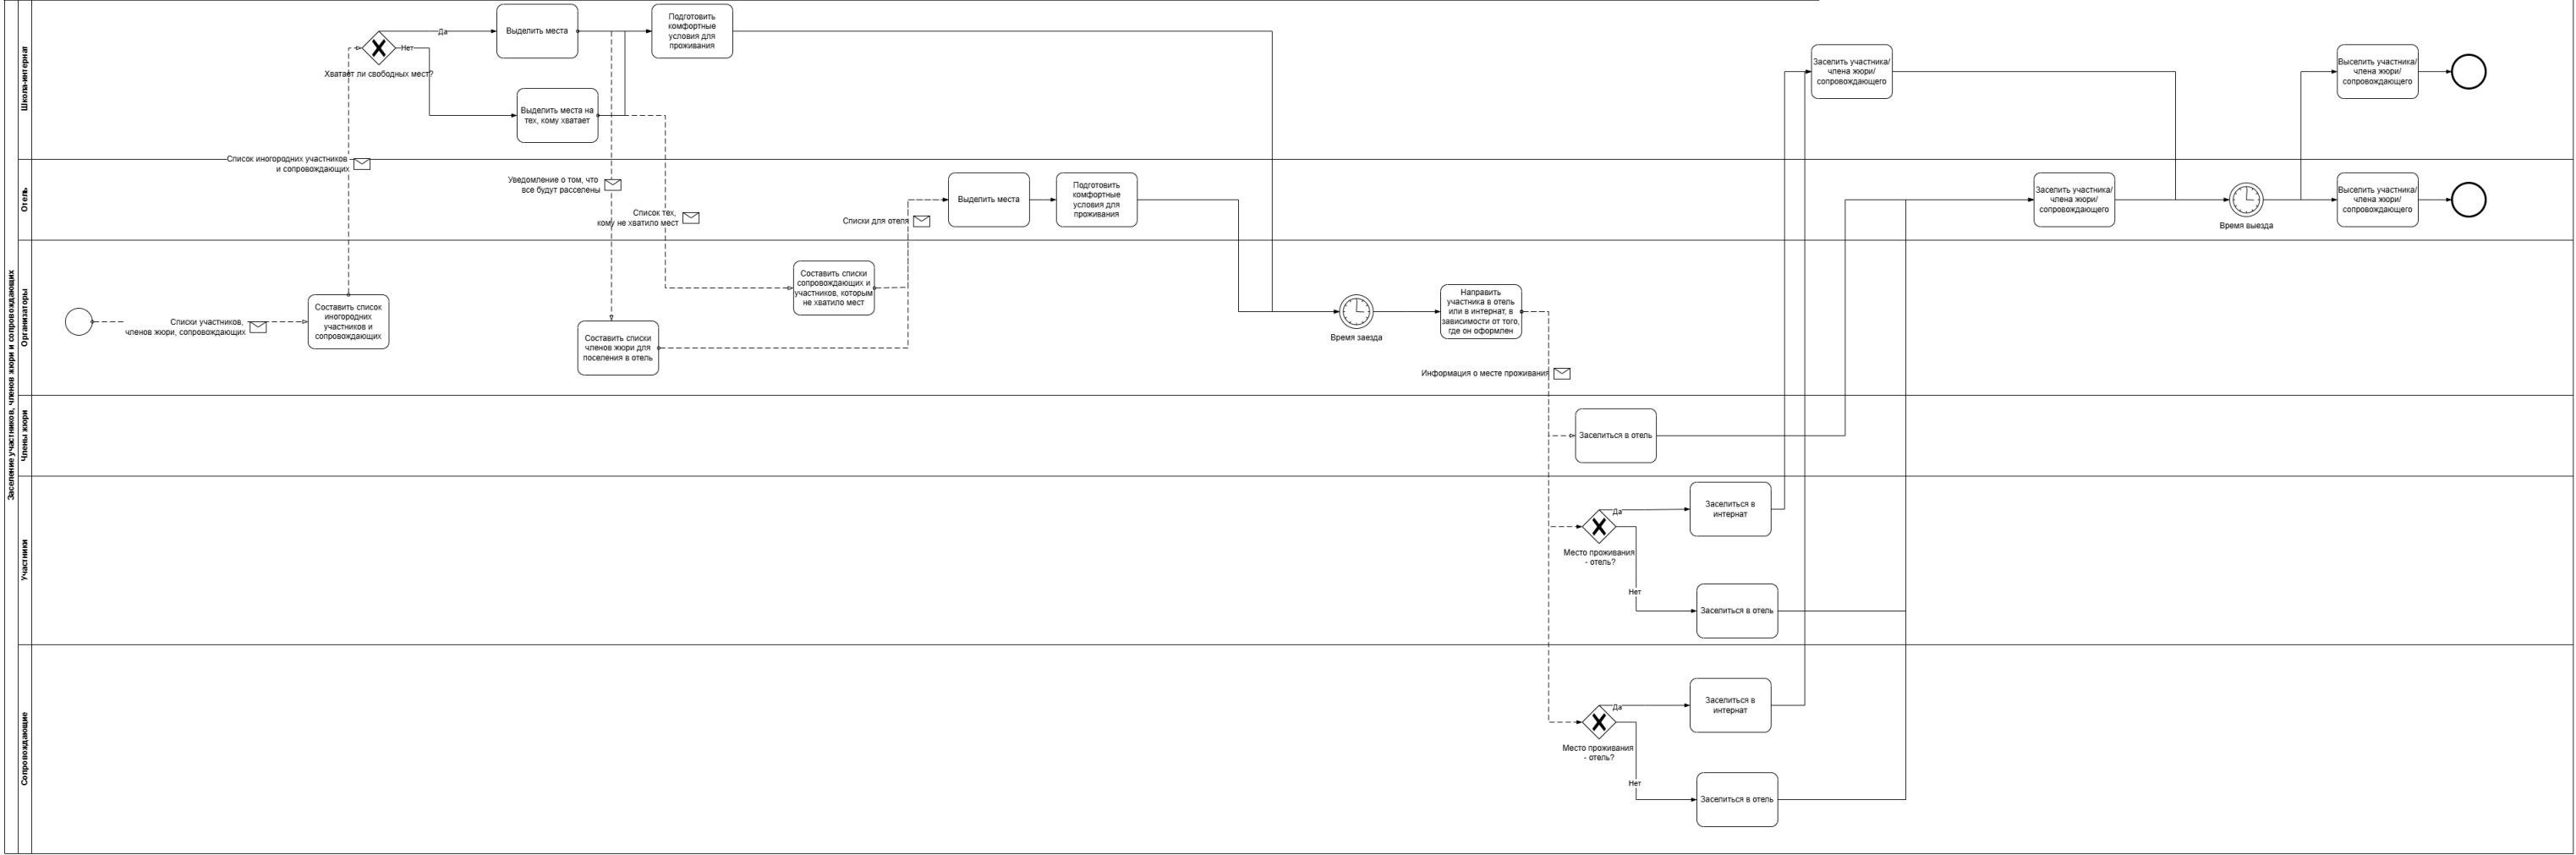 Заселение участников, членов жюри и сопровождающих
Школа-интернат
Да
Нет
Хватает ли свободных мест?
Выделить места
Выделить места на
тех, кому хватает
Подготовить
комфортные
условия для
проживания
Заселить участника/
члена жюри/
сопровождающего
Выселить участника/
члена жюри/
сопровождающего
Список иногородних участников
и сопровождающих
Отель
Уведомление о том, что
все будут расселены
Список тех,
кому не хватило мест
Списки для отеля
Выделить места
Подготовить
комфортные
условия для
проживания
Заселить участника/
члена жюри/
сопровождающего
Время выезда
Выселить участника/
члена жюри/
сопровождающего
Организаторы
Списки участников,
членов жюри, сопровождающих
Составить список
иногородних
участников и
сопровождающих
Составить списки
членов жюри для
поселения в отель
Составить списки
сопровождающих и
участников, которым
не хватило мест
Время заезда
Направить
участника в отель
или в интернат, в
зависимости от того,
где он оформлен
Информация о месте проживания
Члены жюри
Заселиться в отель
Участники
Место проживания
- отель?
Да
Нет
Заселиться в
интернат
Заселиться в отель
Сопровождающие
Место проживания
- отель?
Да
Нет
Заселиться в
интернат
Заселиться в отель